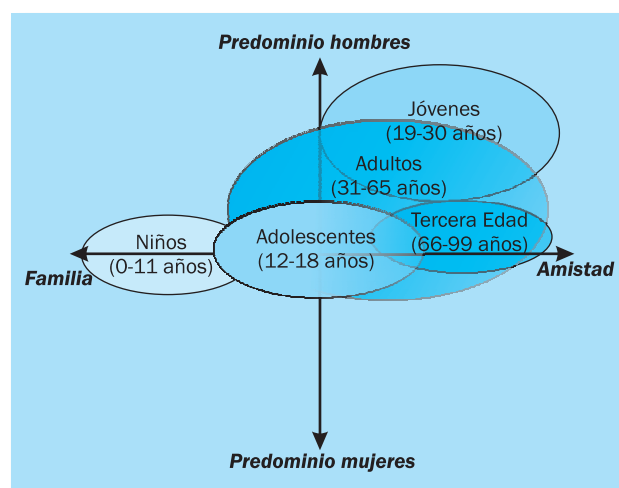 Predominio hombres
Jóvenes
(19-30 años)
Adultos
(31-65 años)
Tercera Edad
(66-99 años)
Adolescentes
(12-18 años)
Niños
(0-11 años)
Familia
Amistad
Predominio mujeres